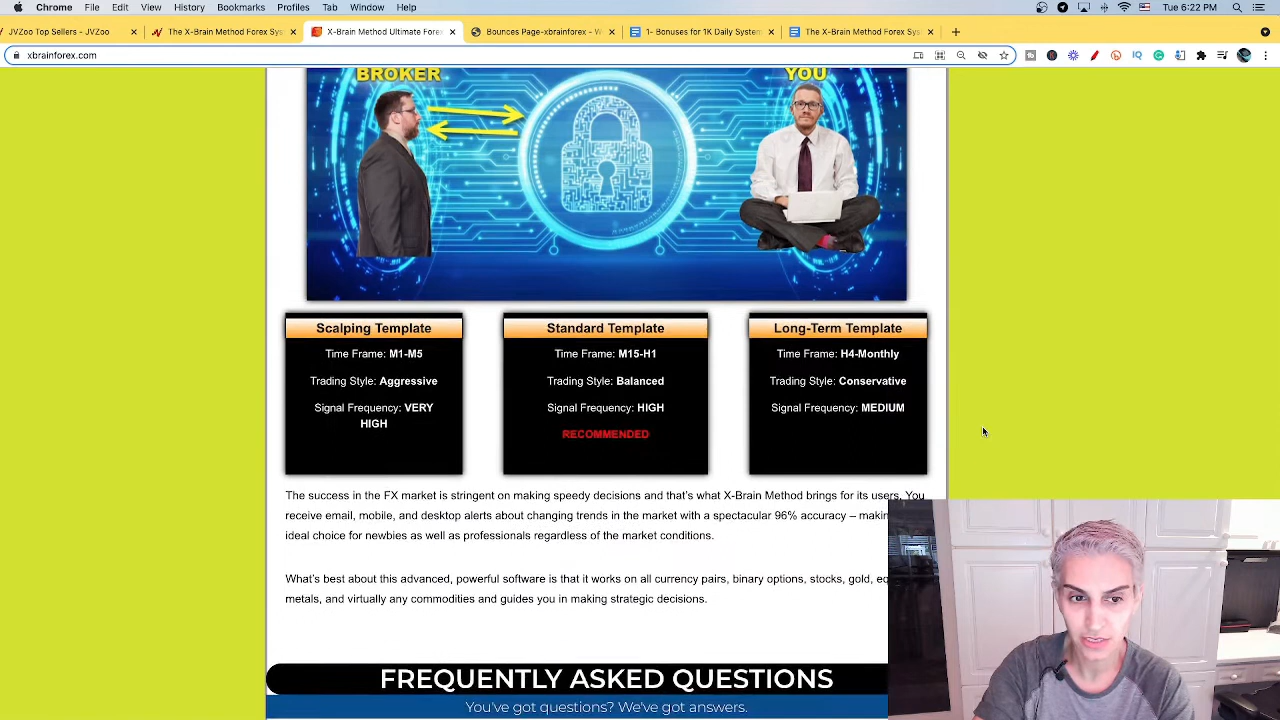 Chrome File Edit View History Bookmarks Profiles Tab Window Help Tue 6:22 PM
JVZoo Top Sellers - JVZoo The X-Brain Method Forex Sys X-Brain Method Ultimate Forex Bounces Page-xbrainforex - W 1- Bonuses for 1K Daily System The X-Brain Method Forex Sys
xbrainforex.com
BROKER YOU
Scalping Template
Time Frame: M1-M5
Trading Style: Aggressive
Signal Frequency: VERY
HIGH
Standard Template
Time Frame: M15-H1
Trading Style: Balanced
Signal Frequency: HIGH
RECOMMENDED
Long-Term Template
Time Frame: H4-Monthly
Trading Style: Conservative
Signal Frequency: MEDIUM
The success in the FX market is stringent on making speedy decisions and that's what X-Brain Method brings for its users. You
receive email, mobile, and desktop alerts about changing trends in the market with a spectacular 96% accuracy –
ideal choice for newbies as well as professionals regardless of the market conditions.
What's best about this advanced, powerful software is that it works on all currency pairs, binary options, stocks, gold,
metals, and virtually any commodities and guides you in making strategic decisions.
FREQUENTLY ASKED QUESTIONS
You've got questions? We've got answers.